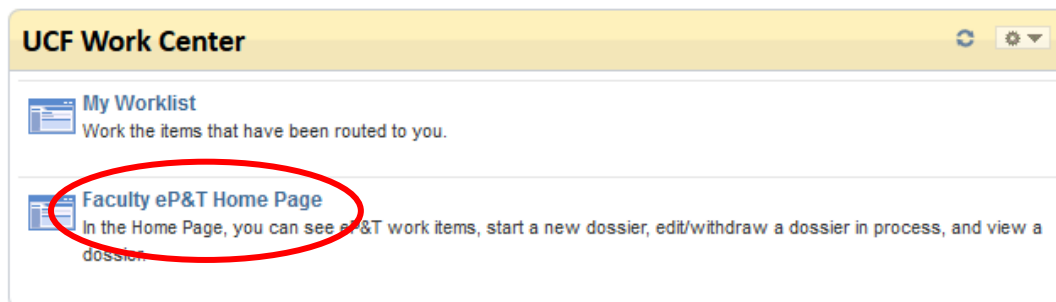 UCF Work Center
My Worklist
Work the items that have been routed to you.
Faculty eP&T Home Page
In the Home Page, you can see eP&T work items, start a new dossier, edit/withdraw a dossier in process, and view a
dossier.